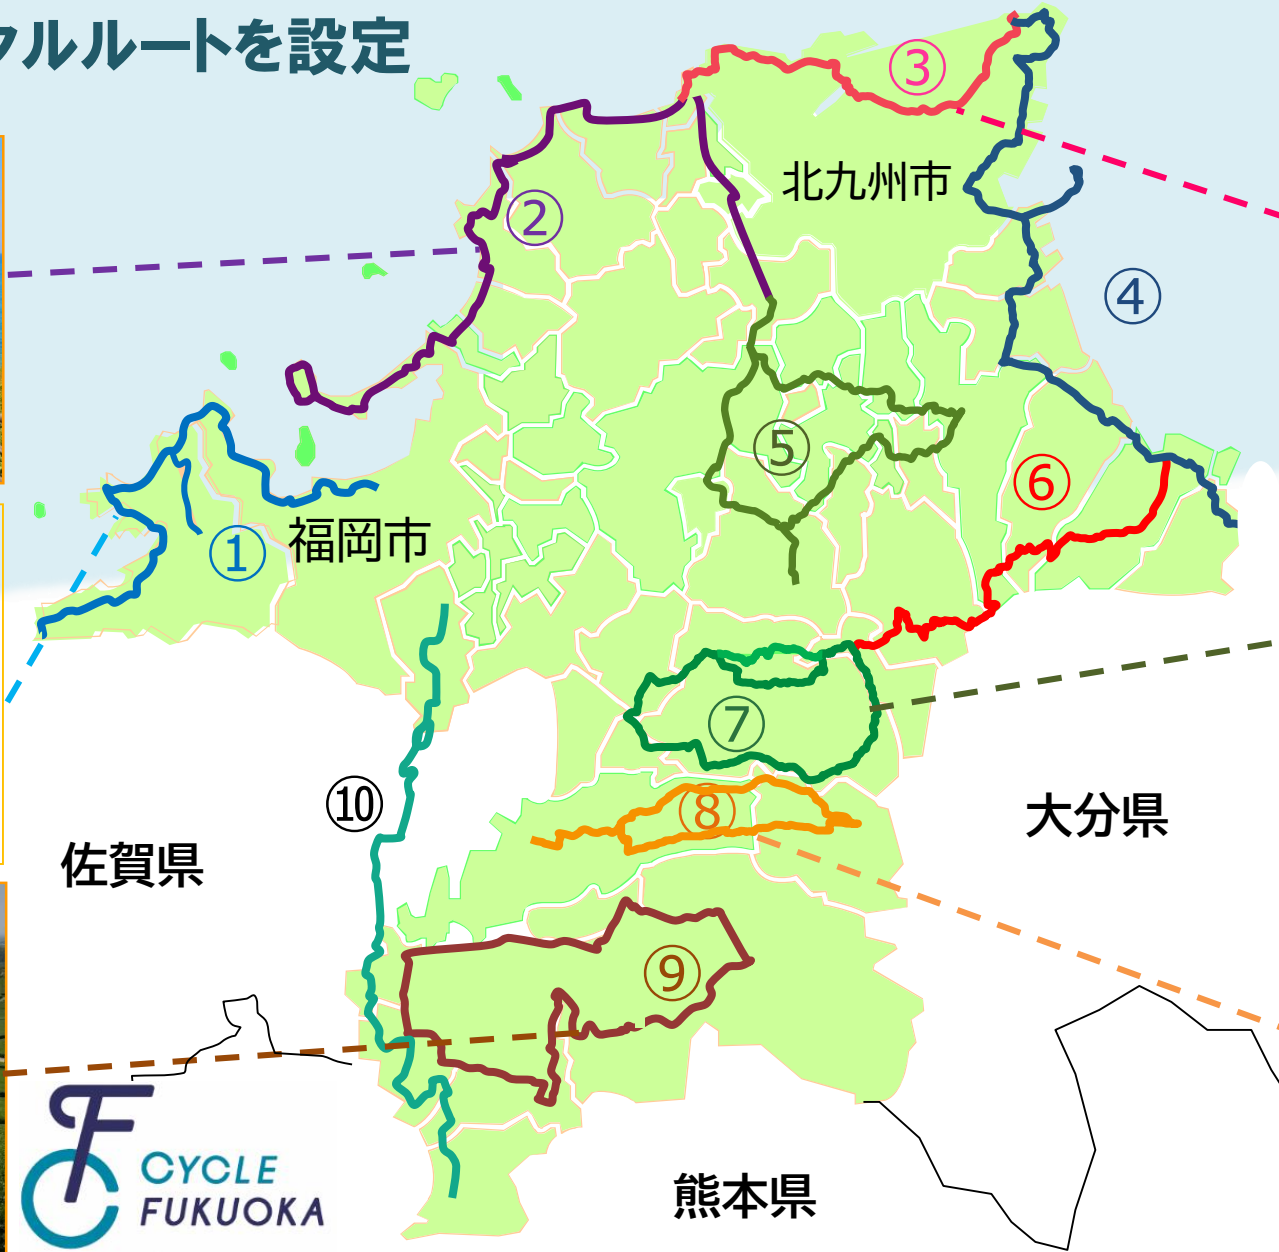 クルルートを設定
③
北九州市
②
④
⑤
⑥
福岡市
①
⑦
⑩
⑧
大分県
佐賀県
⑨
CYCLE
FUKUOKA
熊本県